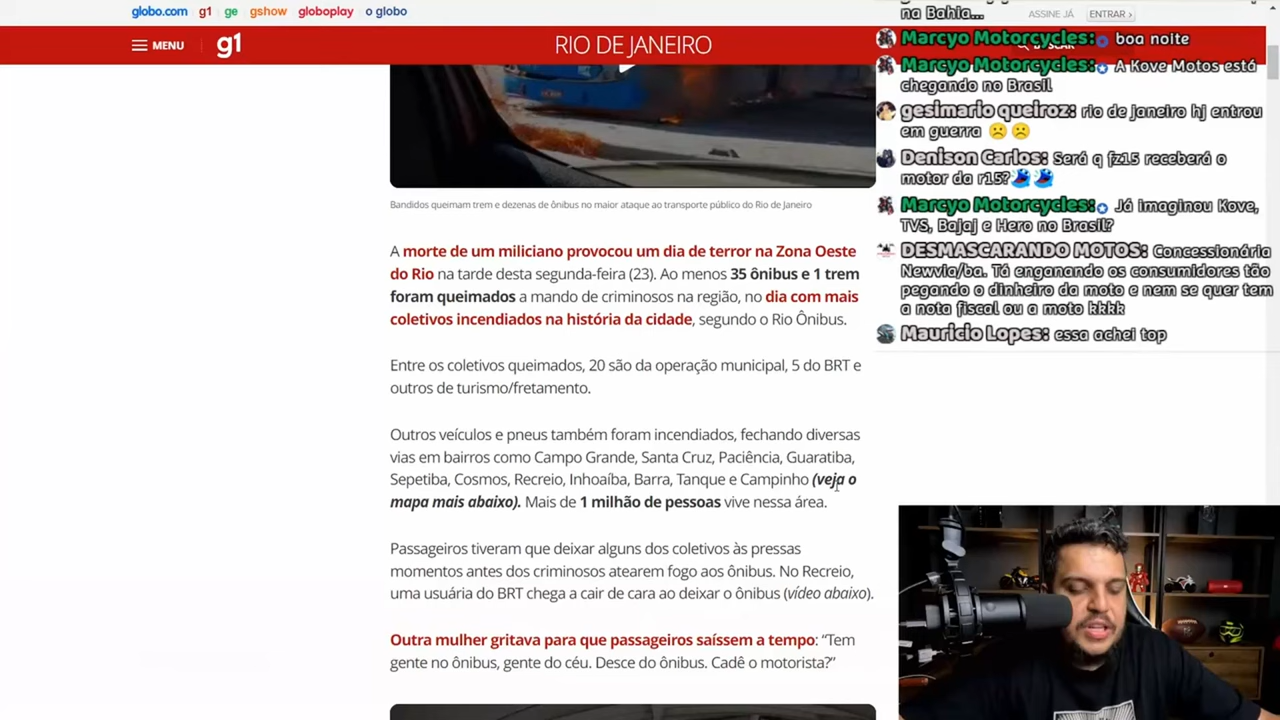 globo.com g1 ge gshow globoplay o globo
MENU g1 RIO DE JANEIRO
ASSINE JÁ ENTRAR
Bandidos queimam trem e dezenas de ônibus no maior ataque ao transporte público do Rio de Janeiro
A morte de um miliciano provocou um dia de terror na Zona Oeste
do Rio na tarde desta segunda-feira (23). Ao menos 35 ônibus e 1 trem
foram queimados a mando de criminosos na região, no dia com mais
coletivos incendiados na história da cidade, segundo o Rio Ônibus.
Entre os coletivos queimados, 20 são da operação municipal, 5 do BRT e
outros de turismo/fretamento.
Outros veículos e pneus também foram incendiados, fechando diversas
vias em bairros como Campo Grande, Santa Cruz, Paciência, Guaratiba,
Sepetiba, Cosmos, Recreio, Inhoaíba, Barra, Tanque e Campinho (veja o
mapa mais abaixo). Mais de 1 milhão de pessoas vive nessa área.
Passageiros tiveram que deixar alguns dos coletivos às pressas
momentos antes dos criminosos atearem fogo aos ônibus. No Recreio,
uma usuária do BRT chega a cair de cara ao deixar o ônibus (vídeo abaixo).
Outra mulher gritava para que passageiros saíssem a tempo: “Tem
gente no ônibus, gente do céu. Desce do ônibus. Cadê o motorista?”
na Bahia...
Marcyo Motorcycles: boa noite
Marcyo Motorcycles: A Kove Motos está
chegando no Brasil
gesimario queiroz: rio de janeiro hj entrou
em guerra ☹️ ☹️
Denison Carlos: Será q fz15 receberá o
motor da r15?
Marcyo Motorcycles: Já imaginou Kove,
TVS, Bajaj e Hero no Brasil?
DESMASCARANDO MOTOS: Concessionária
Newvia/ba. Tá enganando os consumidores tão
pegando o dinheiro da moto e nem se quer tem
a nota fiscal ou a moto kkkk
Mauricio Lopes: essa achei top